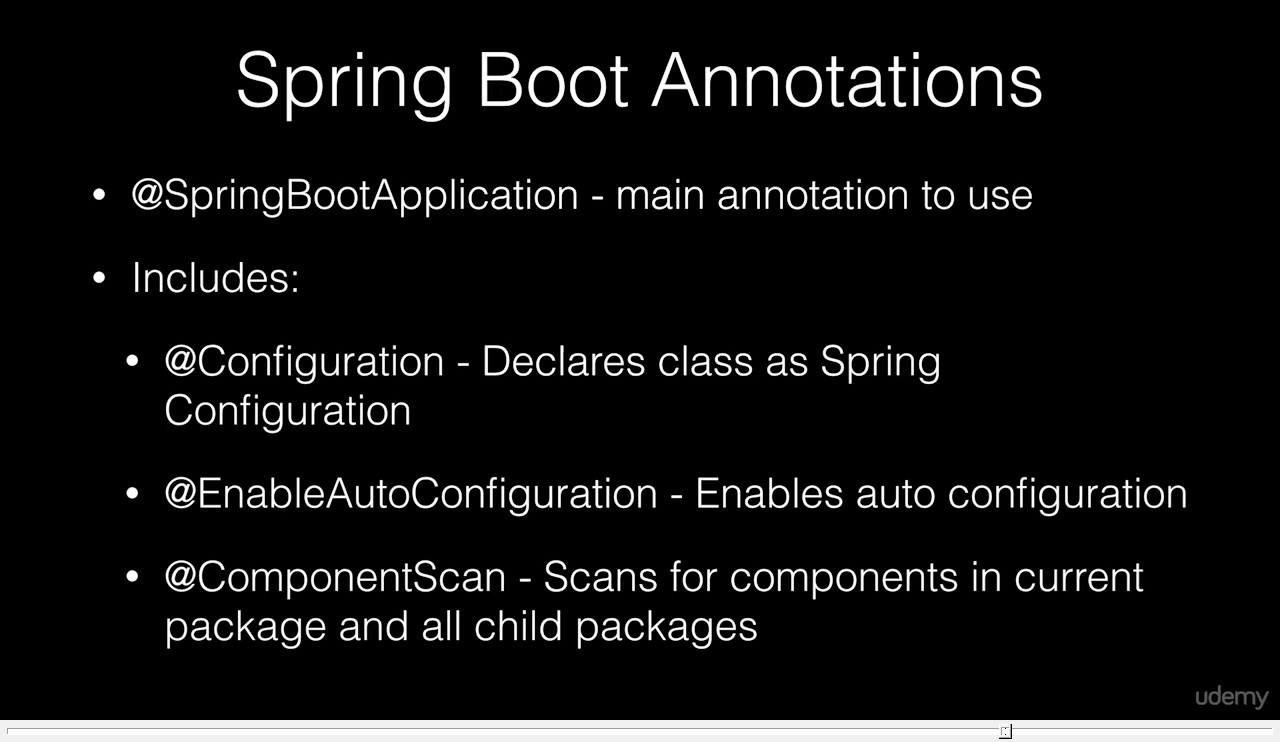 Spring Boot Annotations
• @SpringBootApplication - main annotation to use
• Includes:
• @Configuration - Declares class as Spring
Configuration
• @EnableAutoConfiguration - Enables auto configuration
• @ComponentScan - Scans for components in current
package and all child packages
udemy